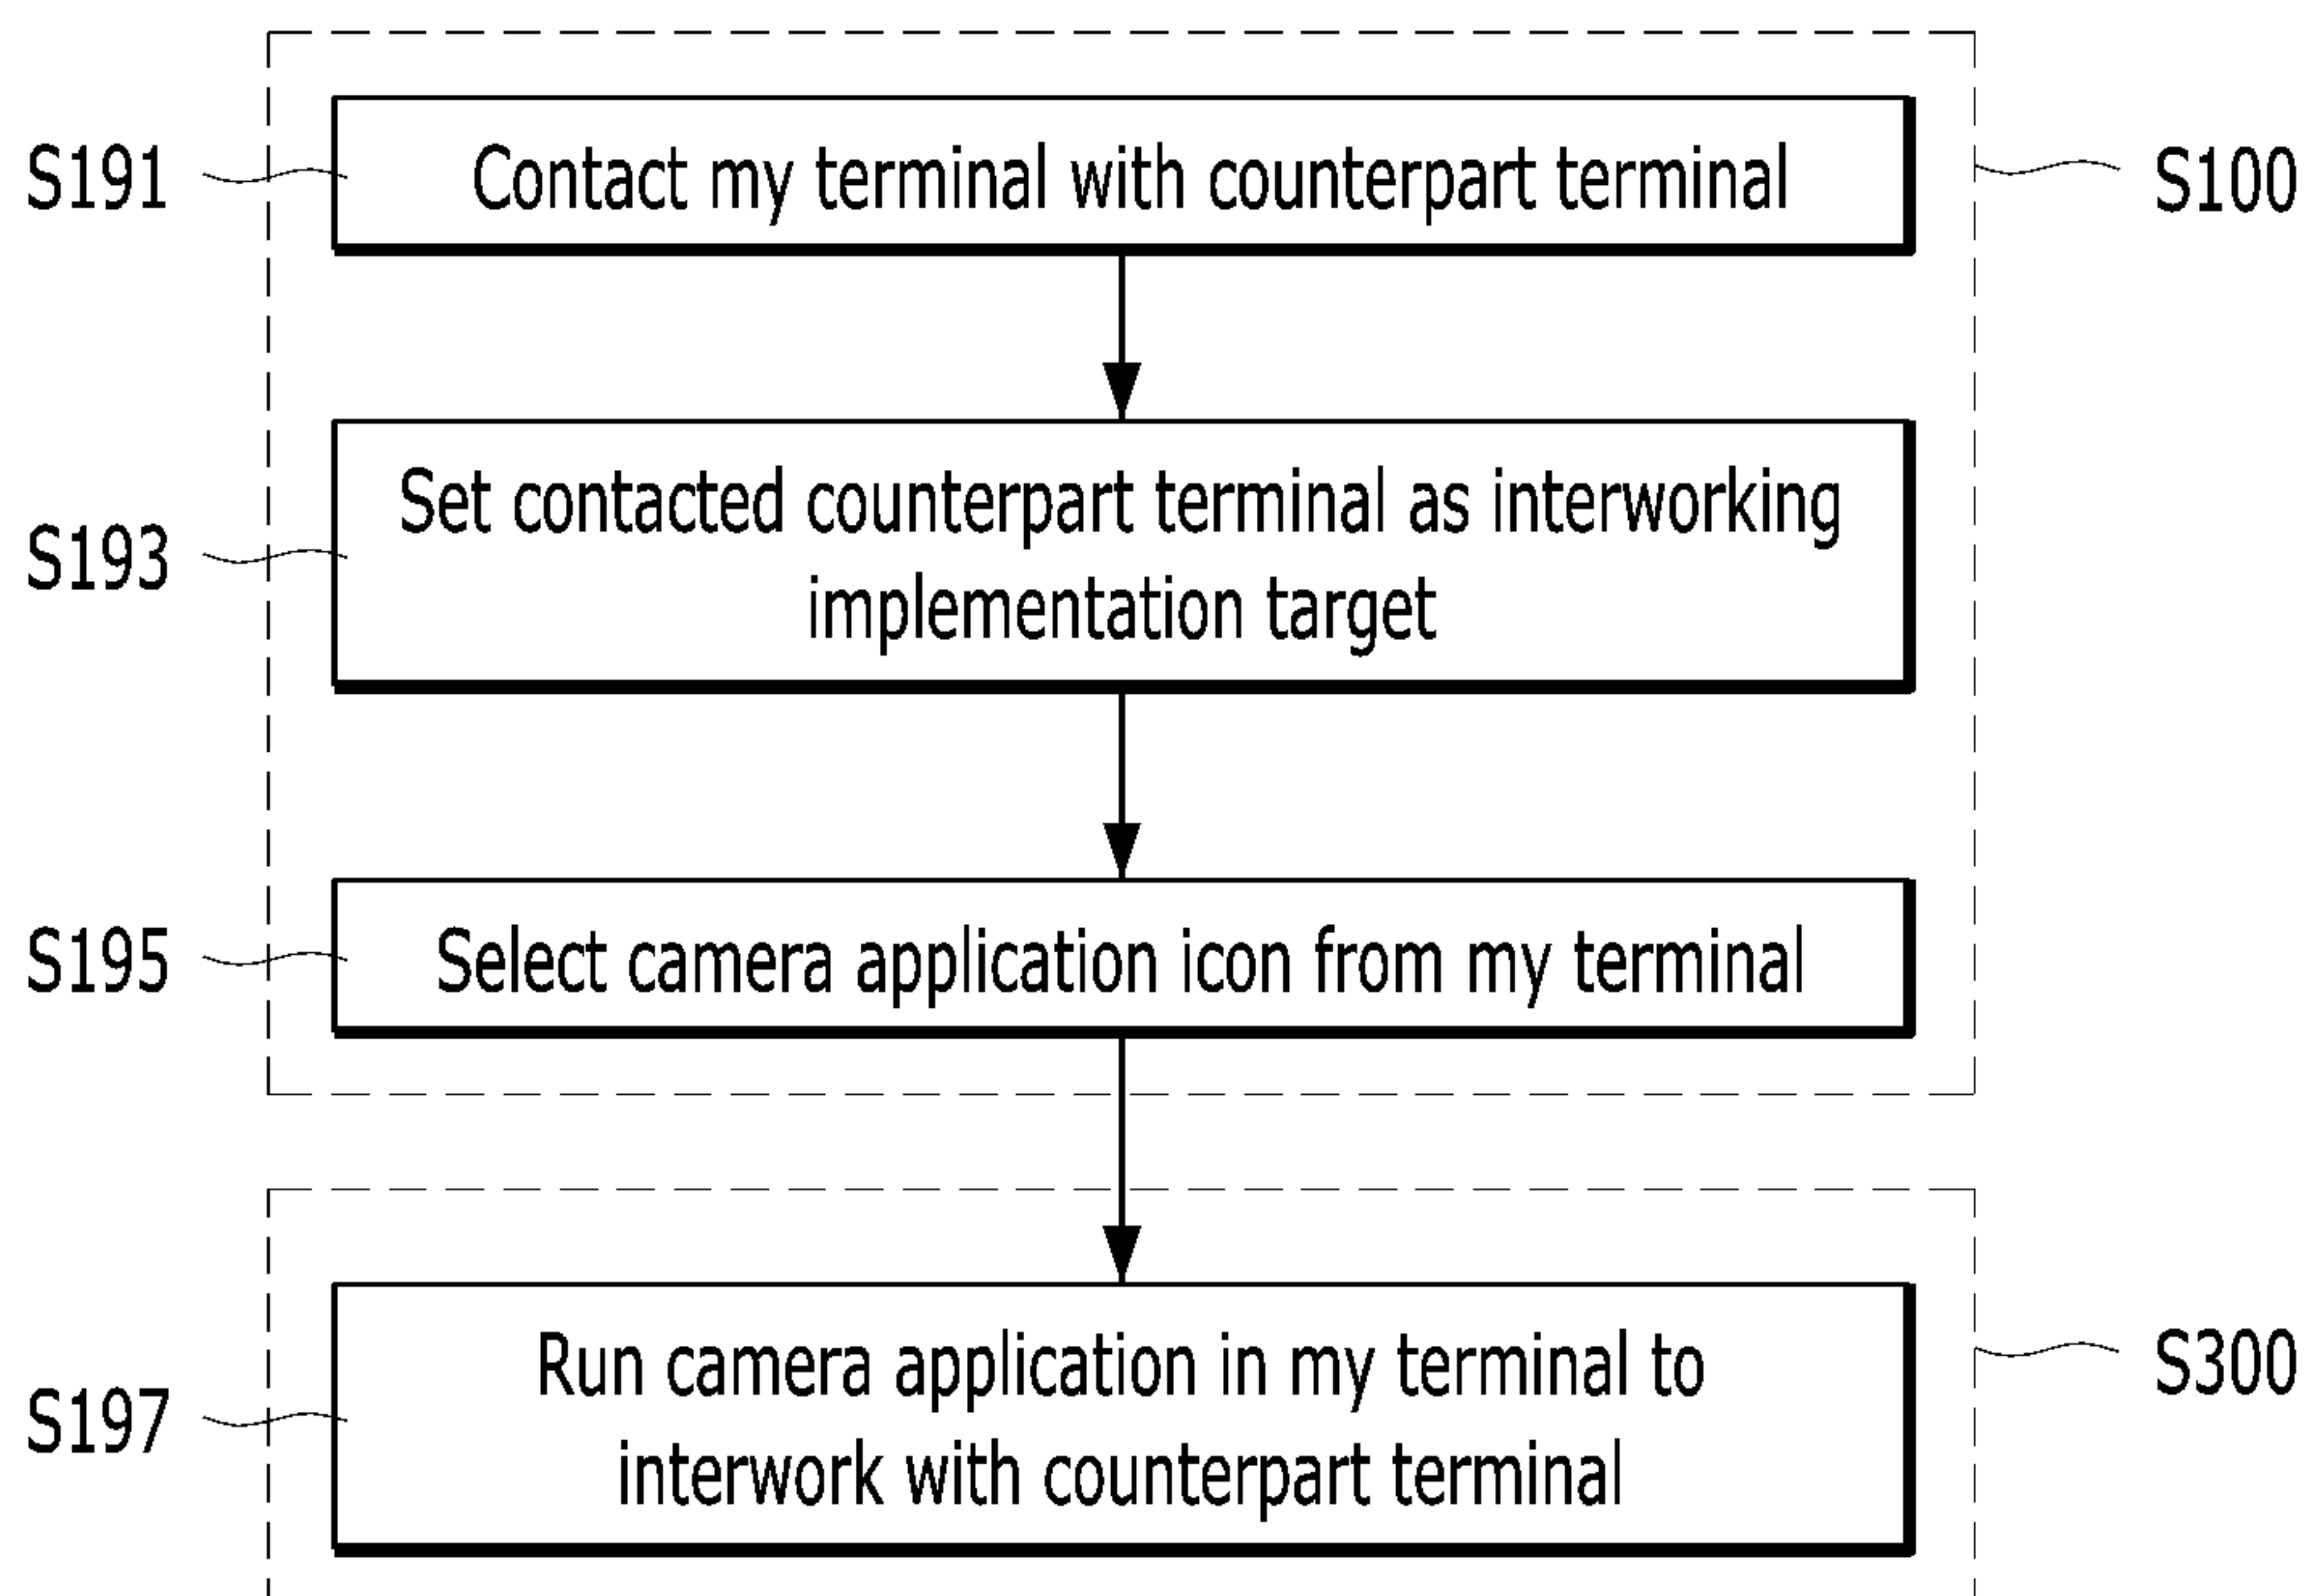 S191
Contact my terminal with counterpart terminal
S100
S193
Set contacted counterpart terminal as interworking
implementation target
S195
Select camera application icon from my terminal
S197
Run camera application in my terminal to
interwork with counterpart terminal
S300